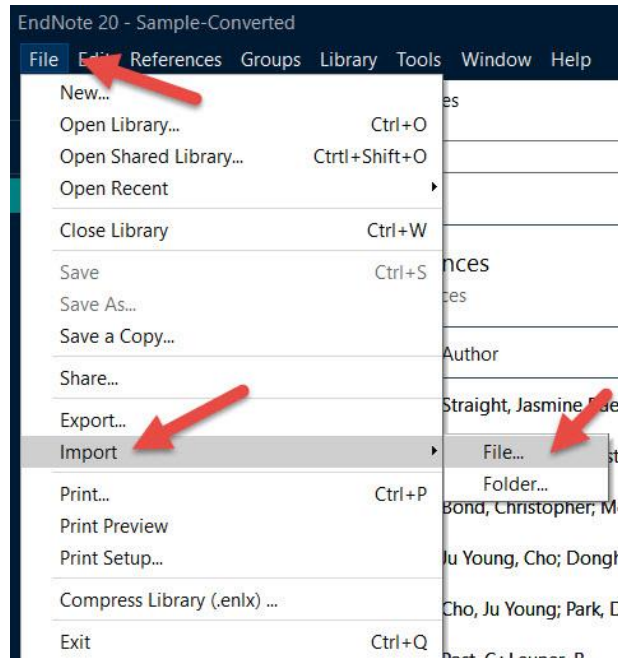 EndNote 20 - Sample-Converted
File Edit References Groups Library Tools Window Help
New...
Open Library... Ctrl+O
Open Shared Library... Ctrtl+Shift+O
Open Recent
Close Library Ctrl+W
Save Ctrl+S
Save As...
Save a Copy...
Share...
Export...
Import
File...
Folder...
Print... Ctrl+P
Print Preview
Print Setup...
Compress Library (.enlx) ...
Exit Ctrl+Q
Author
Straight, Jasmine
Bond, Christopher;
Ju Young, Cho;
Cho, Ju Young; Park,